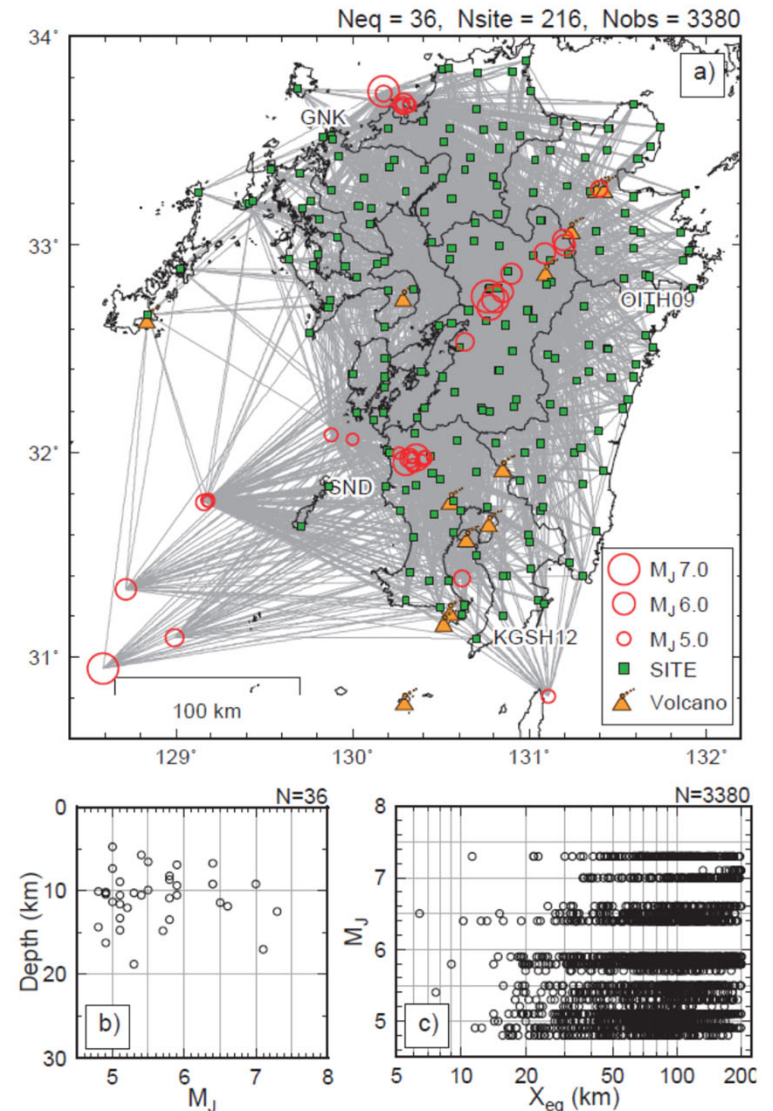 Neq = 36, Nsite = 216, Nobs = 3380
34°
a)
GNK
33°
OITH09
32°
SND
MJ 7.0
MJ 6.0
MJ 5.0
SITE
Volcano
31°
KGSH12
100 km
129° 130° 131° 132°
N=36
0
10
20
30
Depth (km)
b)
5 6 7 8
MJ
N=3380
8
7
6
5
MJ
c)
5 10 20 50 100 200
Xeq (km)